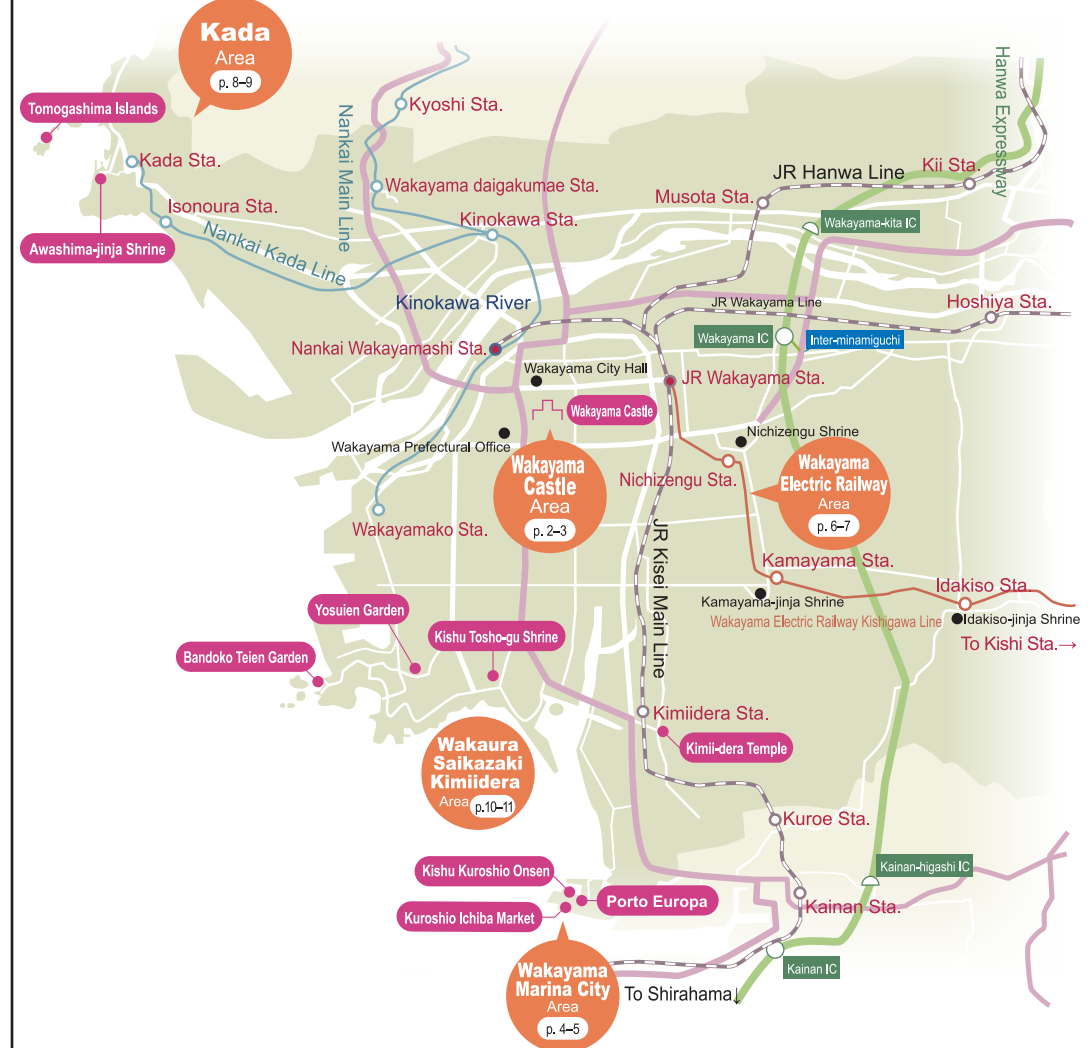 Kada
Area
p. 8–9
Tomogashima Islands
Kyoshi Sta.
Nankai Main Line
Hanwa Expressway
Kada Sta.
Wakayama daigakumae Sta.
JR Hanwa Line
Kii Sta.
Musota Sta.
Isonoura Sta.
Kinokawa Sta.
Wakayama-kita IC
Awashima-jinja Shrine
Nankai Kada Line
Kinokawa River
JR Wakayama Line
Hoshiya Sta.
Nankai Wakayamashi Sta.
Wakayama IC
Inter-minamiguchi
Wakayama City Hall
JR Wakayama Sta.
Wakayama Castle
Wakayama Prefectural Office
Nichizengu Shrine
Wakayama
Castle
Area
p. 2–3
Nichizengu Sta.
Wakayama
Electric Railway
Area
p. 6–7
Wakayamako Sta.
JR Kisei Main Line
Kamayama Sta.
Idakiso Sta.
Kamayama-jinja Shrine
Wakayama Electric Railway Kishigawa Line
Idakiso-jinja Shrine
To Kishi Sta.→
Yosuien Garden
Kishu Tosho-gu Shrine
Bandoko Teien Garden
Kimiidera Sta.
Kimii-dera Temple
Wakaura
Saikazaki
Kimiidera
Area p.10–11
Kuroe Sta.
Kishu Kuroshio Onsen
Kainan-higashi IC
Porto Europa
Kuroshio Ichiba Market
Kainan Sta.
Wakayama
Marina City
Area
p. 4–5
Kainan IC
To Shirahama↓